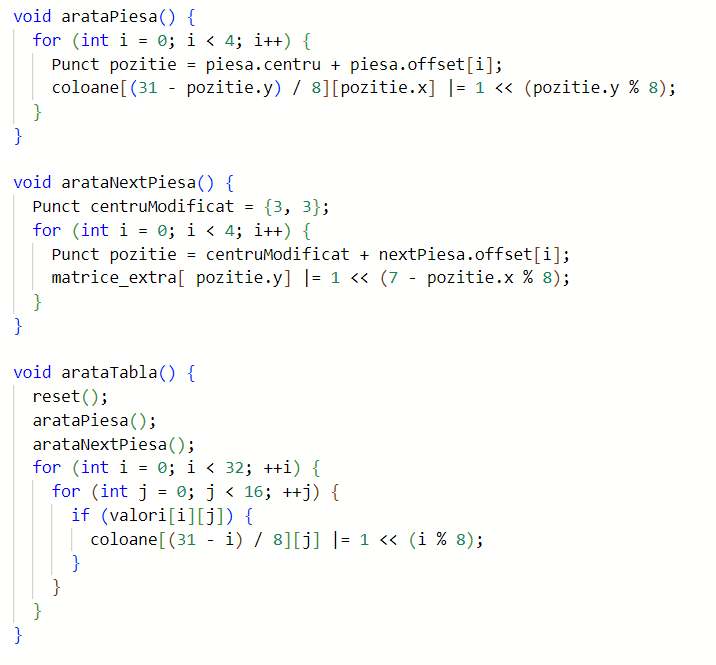 void arataPiesa() {
  for (int i = 0; i < 4; i++) {
    Punct pozitie = piesa.centru + piesa.offset[i];
    coloane[(31 - pozitie.y) / 8][pozitie.x] |= 1 << (pozitie.y % 8);
  }
}

void arataNextPiesa() {
  Punct centruModificat = {3, 3};
  for (int i = 0; i < 4; i++) {
    Punct pozitie = centruModificat + nextPiesa.offset[i];
    matrice_extra[ pozitie.y] |= 1 << (7 - pozitie.x % 8);
  }
}

void arataTabla() {
  reset();
  arataPiesa();
  arataNextPiesa();
  for (int i = 0; i < 32; ++i) {
    for (int j = 0; j < 16; ++j) {
      if (valori[i][j]) {
        coloane[(31 - i) / 8][j] |= 1 << (i % 8);
      }
    }
  }
}